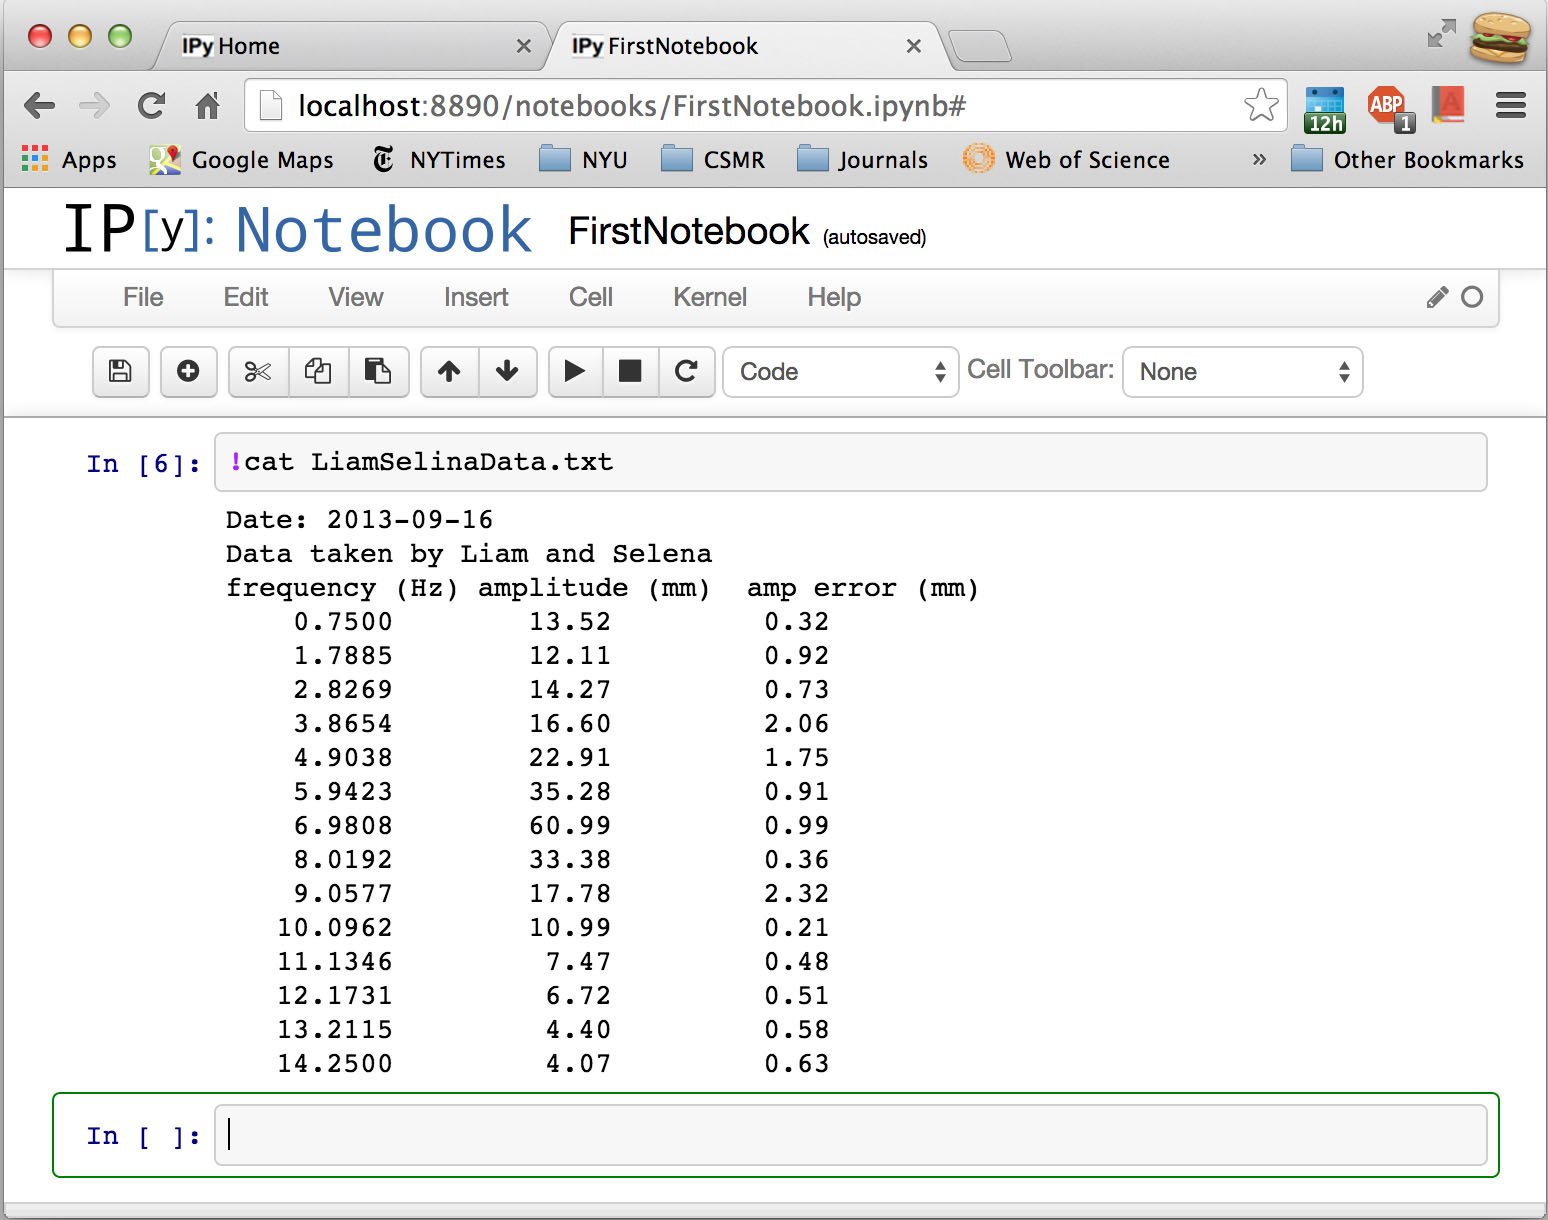 IPy Home × IPy FirstNotebook ×
localhost:8890/notebooks/FirstNotebook.ipynb# 12h ABP 1 A
Apps Google Maps T NYTimes NYU CSMR Journals Web of Science » Other Bookmarks
IP[y]: Notebook FirstNotebook (autosaved)
File Edit View Insert Cell Kernel Help
Code Cell Toolbar: None
In [6]: !cat LiamSelinaData.txt
Date: 2013-09-16
Data taken by Liam and Selena
frequency (Hz) amplitude (mm) amp error (mm)
0.7500 13.52 0.32
1.7885 12.11 0.92
2.8269 14.27 0.73
3.8654 16.60 2.06
4.9038 22.91 1.75
5.9423 35.28 0.91
6.9808 60.99 0.99
8.0192 33.38 0.36
9.0577 17.78 2.32
10.0962 10.99 0.21
11.1346 7.47 0.48
12.1731 6.72 0.51
13.2115 4.40 0.58
14.2500 4.07 0.63
In [ ]: